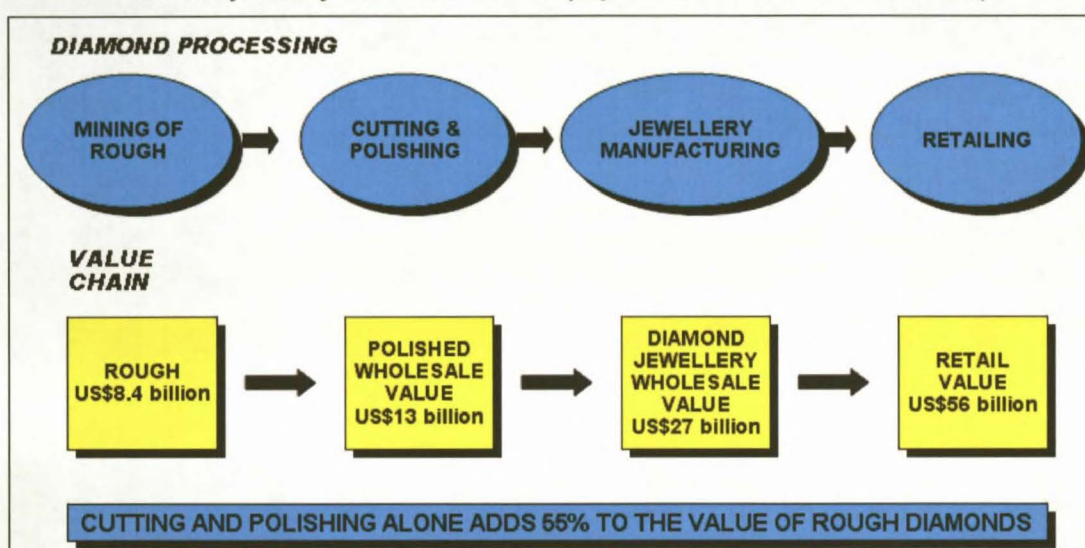 DIAMOND PROCESSING
MINING OF
ROUGH
CUTTING &
POLISHING
JEWELLERY
MANUFACTURING
RETAILING
VALUE
CHAIN
ROUGH
US$8.4 billion
POLISHED
WHOLESALE
VALUE
US$13 billion
DIAMOND
JEWELLERY
WHOLESALE
VALUE
US$27 billion
RETAIL
VALUE
US$56 billion
CUTTING AND POLISHING ALONE ADDS 55% TO THE VALUE OF ROUGH DIAMONDS